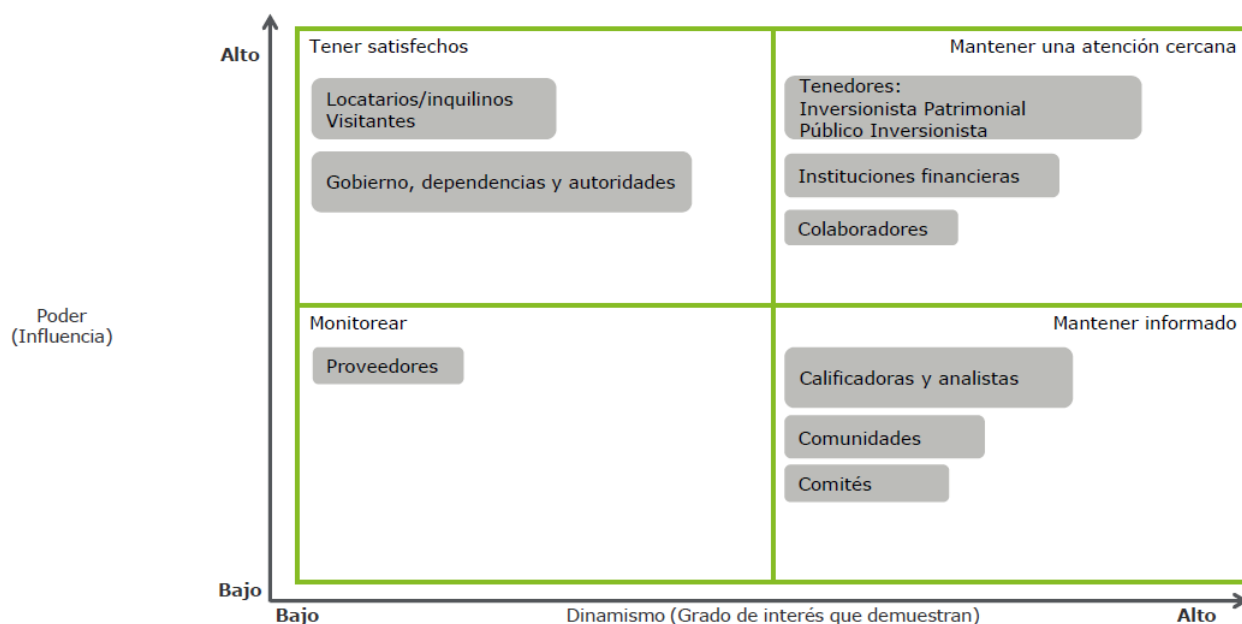 Alto
Tener satisfechos
Mantener una atención cercana
Locatarios/inquilinos
Visitantes
Gobierno, dependencias y autoridades
Tenedores:
Inversionista Patrimonial
Público Inversionista
Instituciones financieras
Colaboradores
Poder
(Influencia)
Monitorear
Mantener informado
Proveedores
Calificadoras y analistas
Comunidades
Comités
Bajo
Bajo
Dinamismo (Grado de interés que demuestran)
Alto